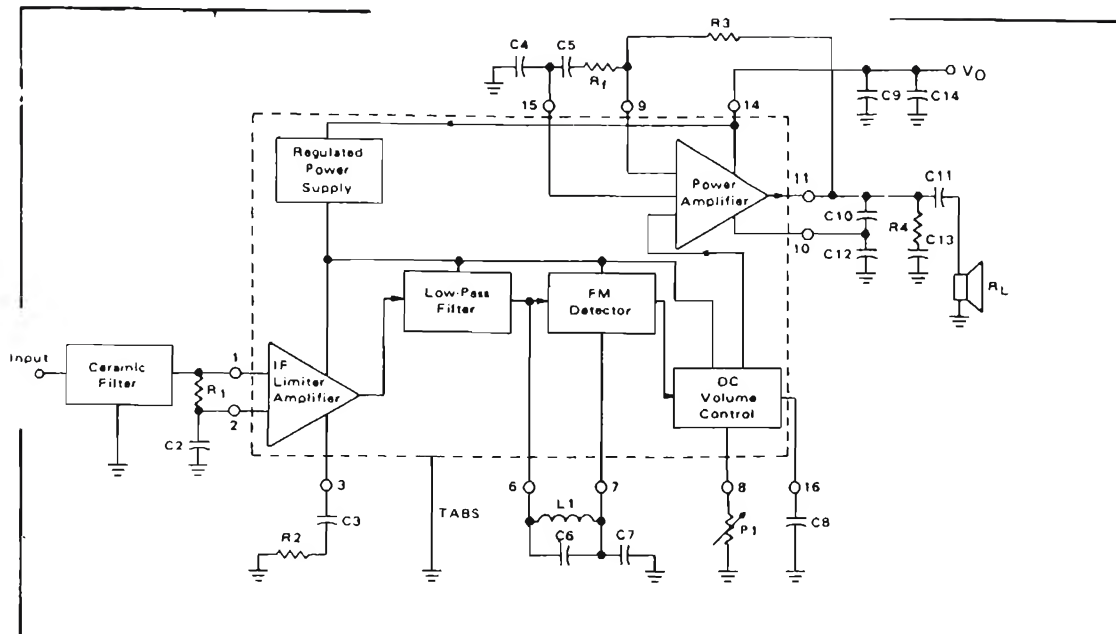 R3
C4 C5
Rf
VO
C9 C14
15 9 14
Regulated
Power
Supply
Power
Amplifier
11
C11
C10
R4
10
C12
C13
RL
Low-Pass
Filter
FM
Detector
Input
Ceramic
Filter
1
R1
IF
Limiter
Amplifier
DC
Volume
Control
2
C2
3
6
7
8
16
C3
TABS
L1
P1
C8
R2
C6
C7